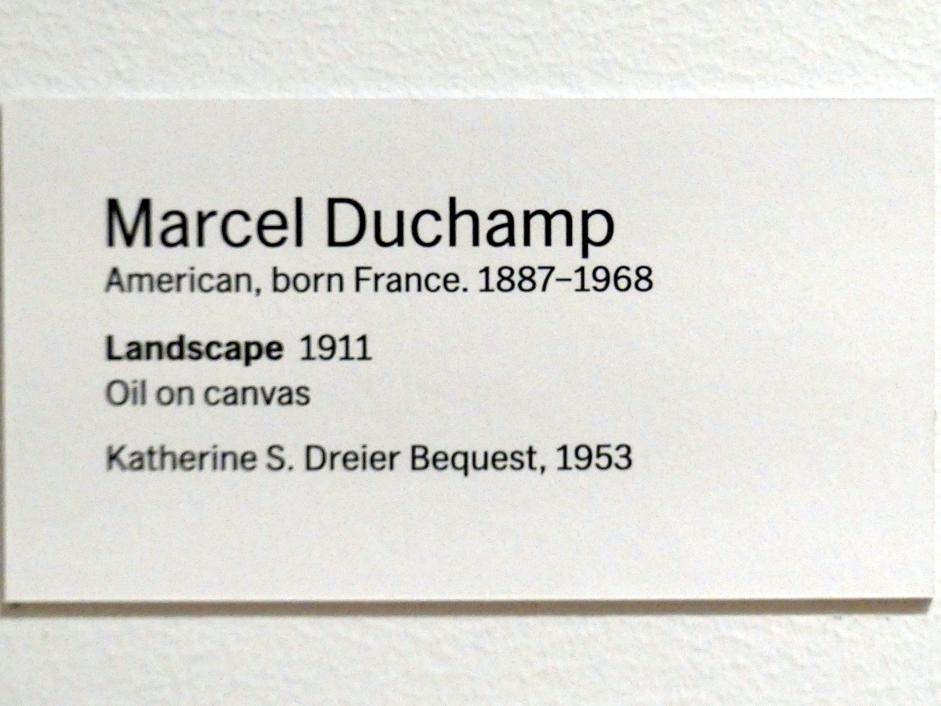 Marcel Duchamp
American, born France. 1887–1968
Landscape 1911
Oil on canvas
Katherine S. Dreier Bequest, 1953